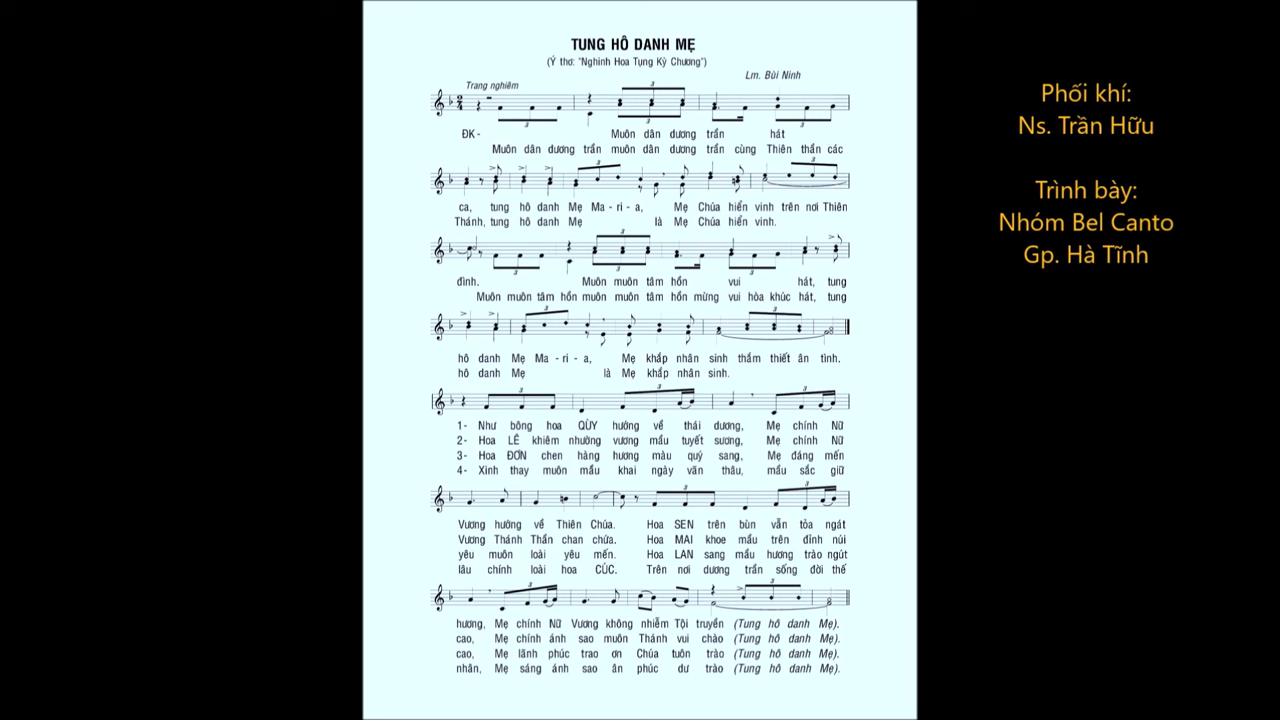 TUNG HÔ DANH MẸ
(Ý thơ: "Nghinh Hoa Tụng Kỳ Chương")
Lm. Bùi Ninh
Trang nghiêm
ĐK- Muôn dân dương trần hát
Muôn dân dương trần muôn dân dương trần cùng Thiên thần các
ca, tung hô danh Mẹ Ma - ri - a, Mẹ Chúa hiển vinh trên nơi Thiên
Thánh, tung hô danh Mẹ là Mẹ Chúa hiển vinh.
đình. Muôn muôn tâm hồn vui hát, tung
Muôn muôn tâm hồn muôn muôn tâm hồn mừng vui hòa khúc hát, tung
hô danh Mẹ Ma - ri - a, Mẹ khắp nhân sinh thắm thiết ân tình.
hô danh Mẹ là Mẹ khắp nhân sinh.
1- Như bông hoa QÙY hướng về thái dương, Mẹ chính Nữ
2- Hoa LÊ khiêm nhường vương mầu tuyết sương, Mẹ chính Nữ
3- Hoa ĐƠN chen hàng hương màu quý sang, Mẹ đáng mến
4- Xinh thay muôn mầu khai ngày vãn thâu, mầu sắc giữ
Vương hướng về Thiên Chúa. Hoa SEN trên bùn vẫn tỏa ngát
Vương Thánh Thần chan chứa. Hoa MAI khoe mầu trên đỉnh núi
yêu muôn loài yêu mến. Hoa LAN sang mầu hương trào ngút
lâu chính loài hoa CÚC. Trên nơi dương trần sống đời thế
hương, Mẹ chính Nữ Vương không nhiễm Tội truyền (Tung hô danh Mẹ).
cao, Mẹ chính ánh sao muôn Thánh vui chào (Tung hô danh Mẹ).
cao, Mẹ lãnh phúc trao ơn Chúa tuôn trào (Tung hô danh Mẹ).
nhân, Mẹ sáng ánh sao ân phúc dư trào (Tung hô danh Mẹ).
Phối khí:
Ns. Trần Hữu
Trình bày:
Nhóm Bel Canto
Gp. Hà Tĩnh